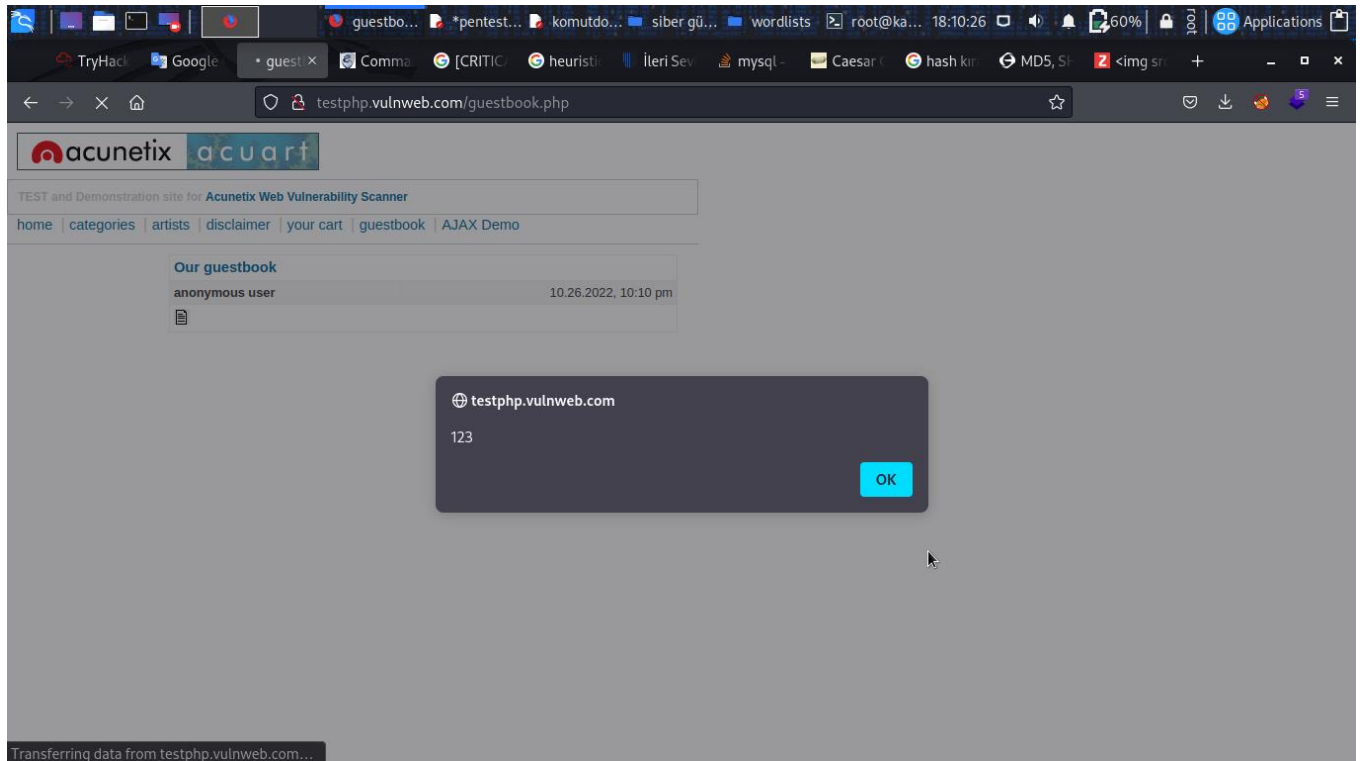 guestbo... *pentest... komutdo... siber gü... wordlists root@ka... 18:10:26 60% root Applications
TryHack Google • guest Comma [CRITICA heuristi İleri Sev mysql - Caesar hash kır MD5, SH <img src
testphp.vulnweb.com/guestbook.php 5
acunetix acuart
TEST and Demonstration site for Acunetix Web Vulnerability Scanner
home | categories | artists | disclaimer | your cart | guestbook | AJAX Demo
Our guestbook
anonymous user 10.26.2022, 10:10 pm
testphp.vulnweb.com
123
OK
Transferring data from testphp.vulnweb.com...